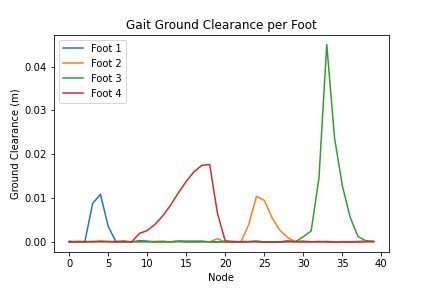 Gait Ground Clearance per Foot
Foot 1
Foot 2
Foot 3
Foot 4
Ground Clearance (m)
0.04
0.03
0.02
0.01
0.00
0 5 10 15 20 25 30 35 40
Node